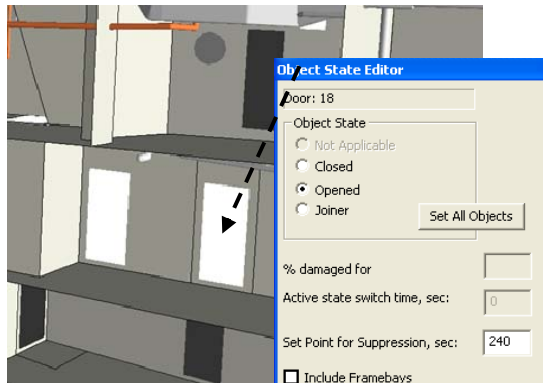 Object State Editor
Door: 18
Object State
Not Applicable
Closed
Opened
Joiner
Set All Objects
% damaged for
Active state switch time, sec:
0
Set Point for Suppression, sec:
240
Include Framebays